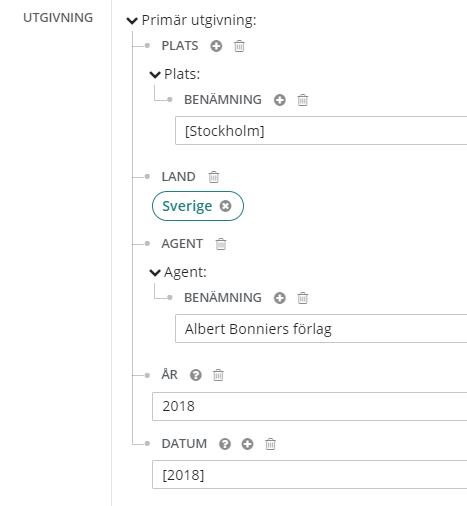 UTGIVNING
Primär utgivning:
PLATS
Plats:
BENÄMNING
[Stockholm]
LAND
Sverige
AGENT
Agent:
BENÄMNING
Albert Bonniers förlag
ÅR
2018
DATUM
[2018]